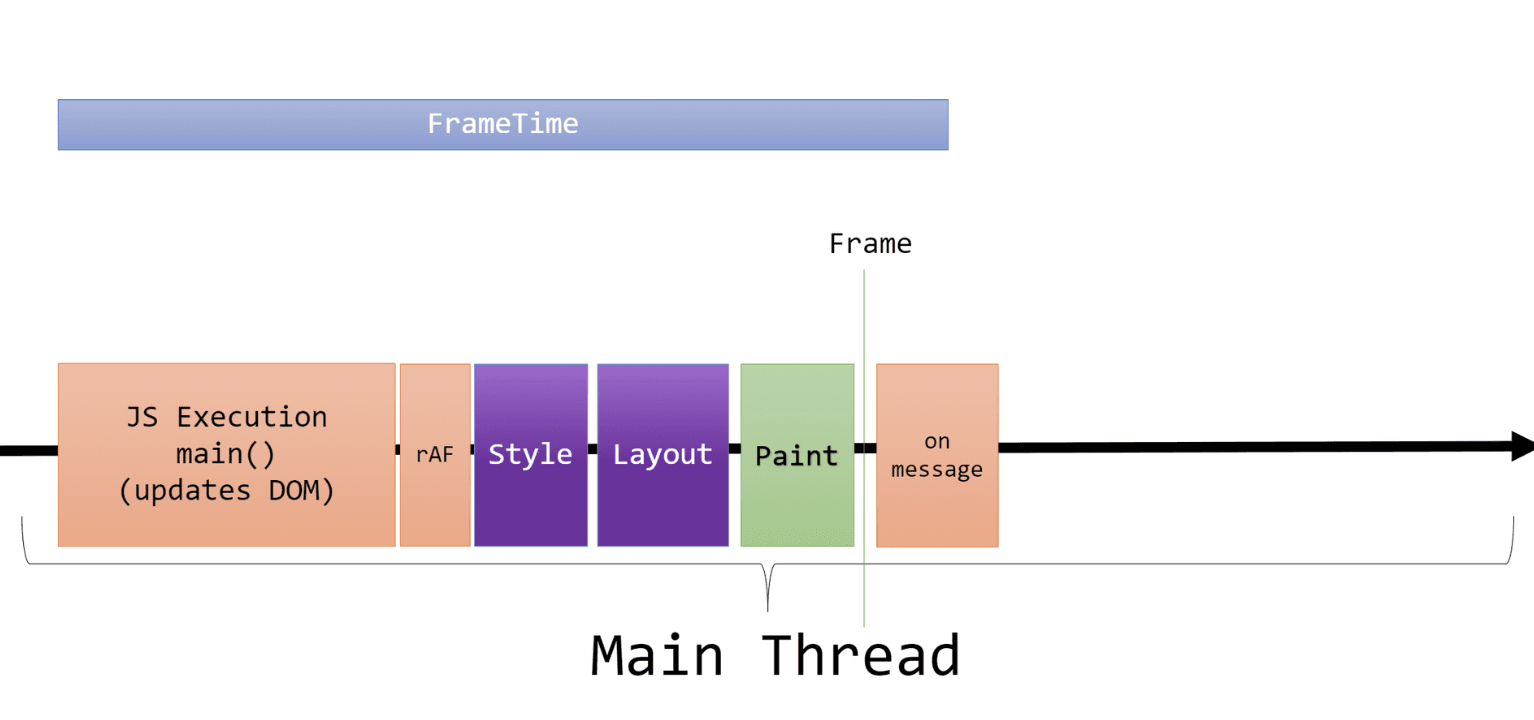 FrameTime
Frame
JS Execution
main()
(updates DOM)
rAF
Style
Layout
Paint
on
message
Main Thread